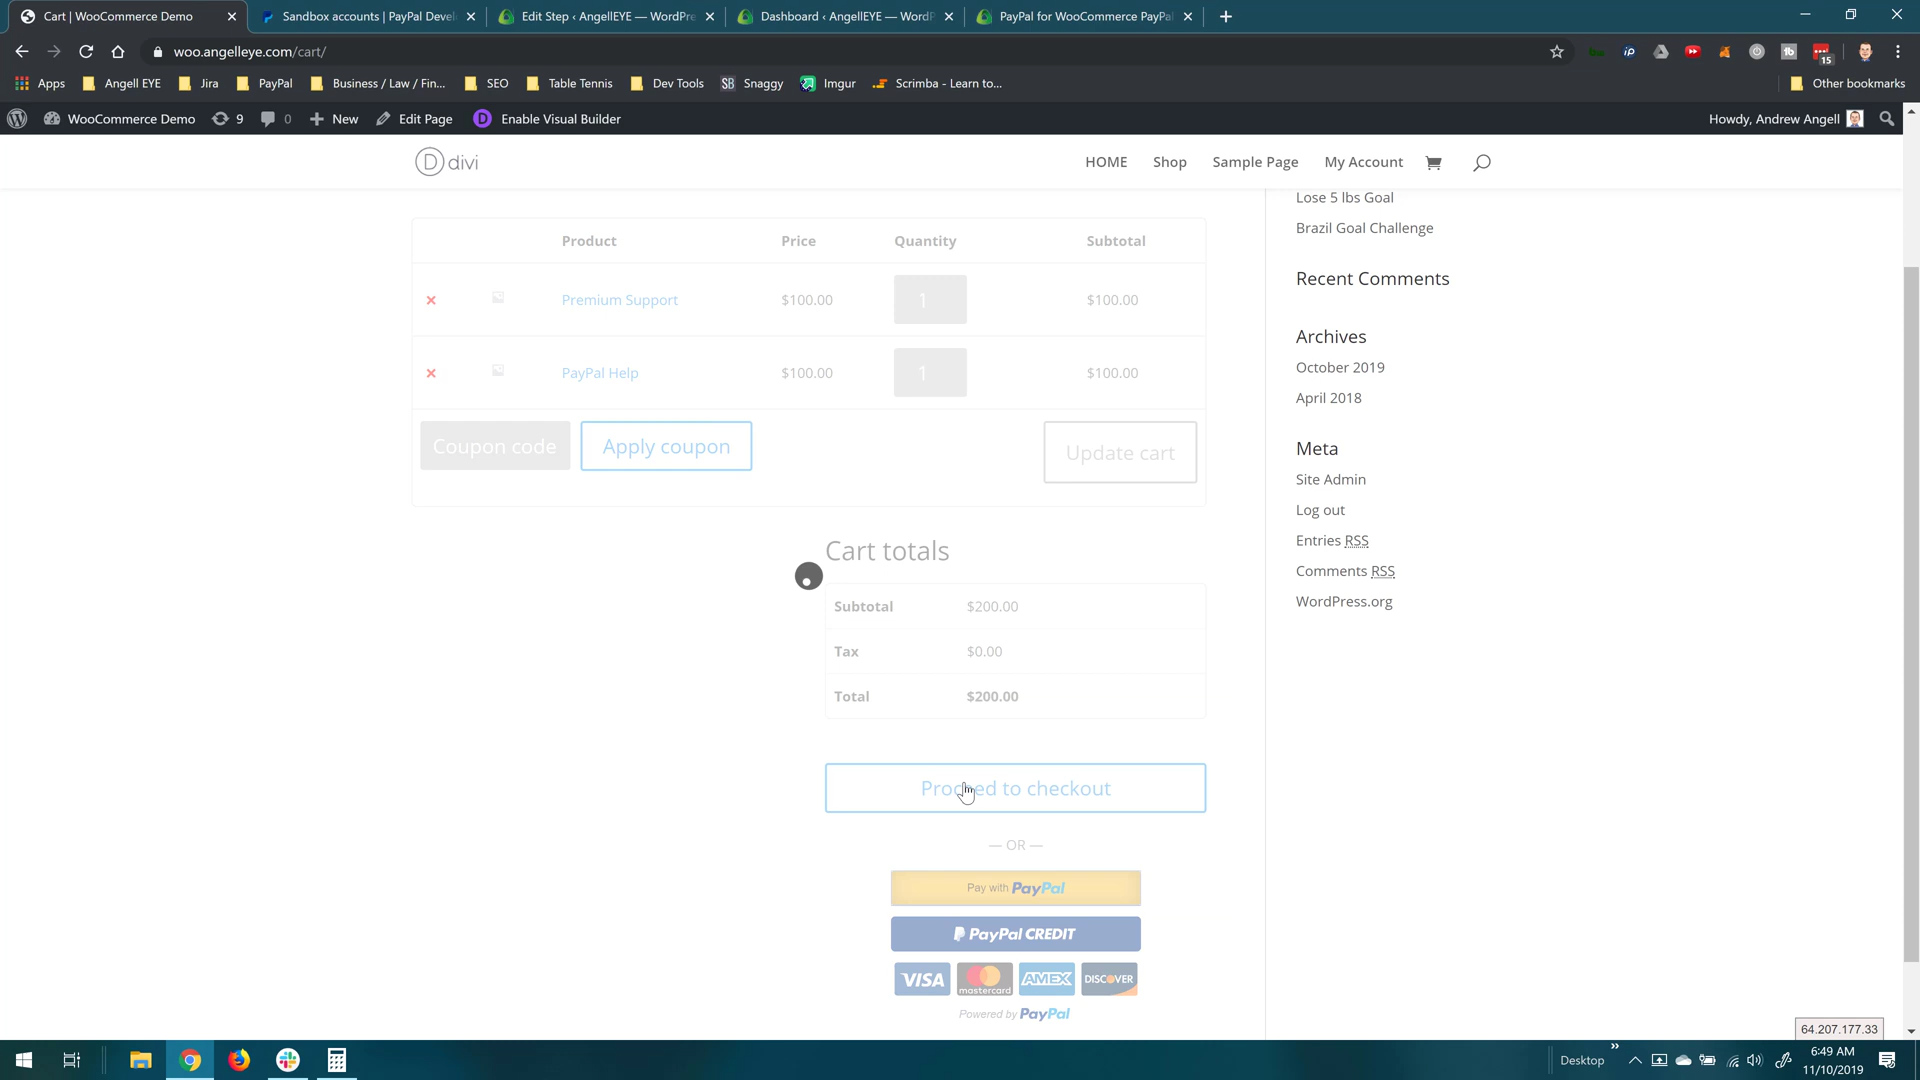 Cart | WooCommerce Demo
Sandbox accounts | PayPal Devel
Edit Step ‹ AngellEYE — WordPre
Dashboard ‹ AngellEYE — WordP
PayPal for WooCommerce PayPal
woo.angelleye.com/cart/
iP
fb
15
Apps
Angell EYE
Jira
PayPal
Business / Law / Fin...
SEO
Table Tennis
Dev Tools
SB Snaggy
Imgur
Scrimba - Learn to...
Other bookmarks
WooCommerce Demo
9
0
New
Edit Page
D Enable Visual Builder
Howdy, Andrew Angell
D divi
HOME
Shop
Sample Page
My Account
Product
Price
Quantity
Subtotal
Premium Support
$100.00
1
$100.00
PayPal Help
$100.00
1
$100.00
Coupon code
Apply coupon
Update cart
Cart totals
Subtotal
$200.00
Tax
$0.00
Total
$200.00
Proceed to checkout
— OR —
Pay with PayPal
PayPal CREDIT
VISA
mastercard
AMEX
DISCOVER
Powered by PayPal
Lose 5 lbs Goal
Brazil Goal Challenge
Recent Comments
Archives
October 2019
April 2018
Meta
Site Admin
Log out
Entries RSS
Comments RSS
WordPress.org
64.207.177.33
Desktop
6:49 AM
11/10/2019